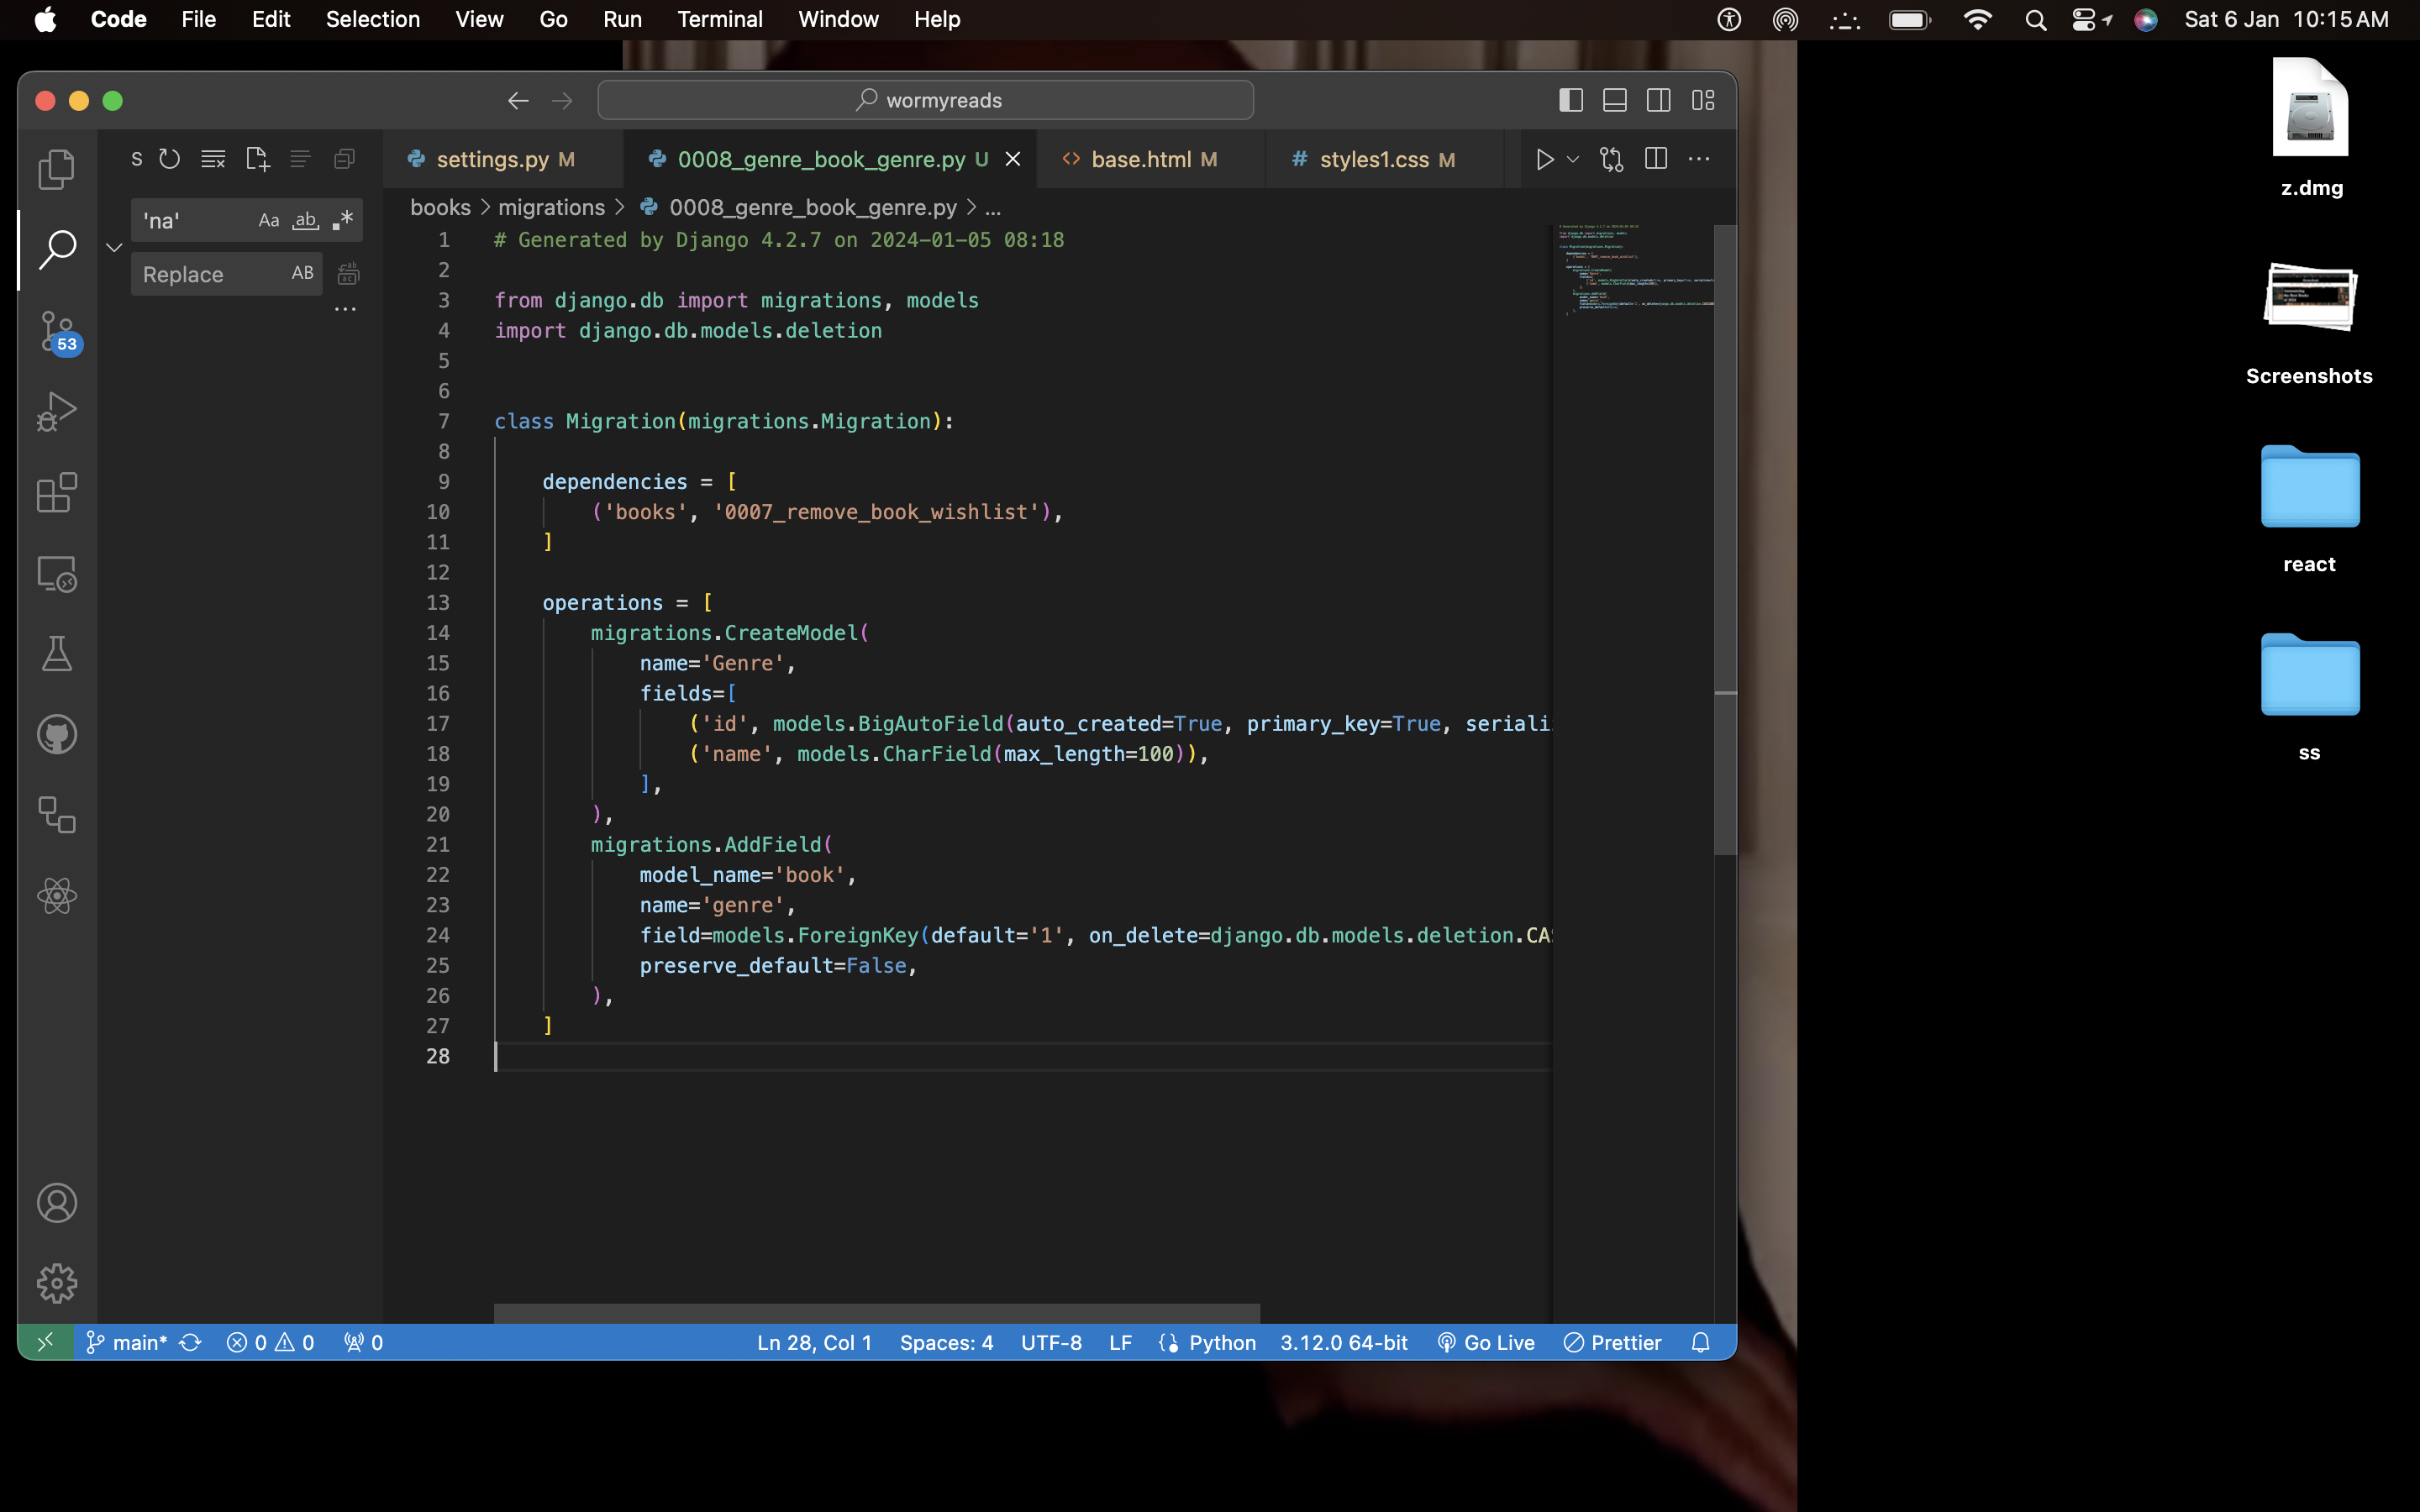 Code File Edit Selection View Go Run Terminal Window Help Sat 6 Jan 10:15 AM
wormyreads
S
settings.py M 0008_genre_book_genre.py U base.html M # styles1.css M
'na' Aa ab
Replace AB
books > migrations > 0008_genre_book_genre.py > ...
53
1 # Generated by Django 4.2.7 on 2024-01-05 08:18
2
3 from django.db import migrations, models
4 import django.db.models.deletion
5
6
7 class Migration(migrations.Migration):
8
9 dependencies = [
10 ('books', '0007_remove_book_wishlist'),
11 ]
12
13 operations = [
14 migrations.CreateModel(
15 name='Genre',
16 fields=[
17 ('id', models.BigAutoField(auto_created=True, primary_key=True, seriali
18 ('name', models.CharField(max_length=100)),
19 ],
20 ),
21 migrations.AddField(
22 model_name='book',
23 name='genre',
24 field=models.ForeignKey(default='1', on_delete=django.db.models.deletion.CA
25 preserve_default=False,
26 ),
27 ]
28
main* 0 0 0 Ln 28, Col 1 Spaces: 4 UTF-8 LF Python 3.12.0 64-bit Go Live Prettier
z.dmg
Screenshots
react
ss